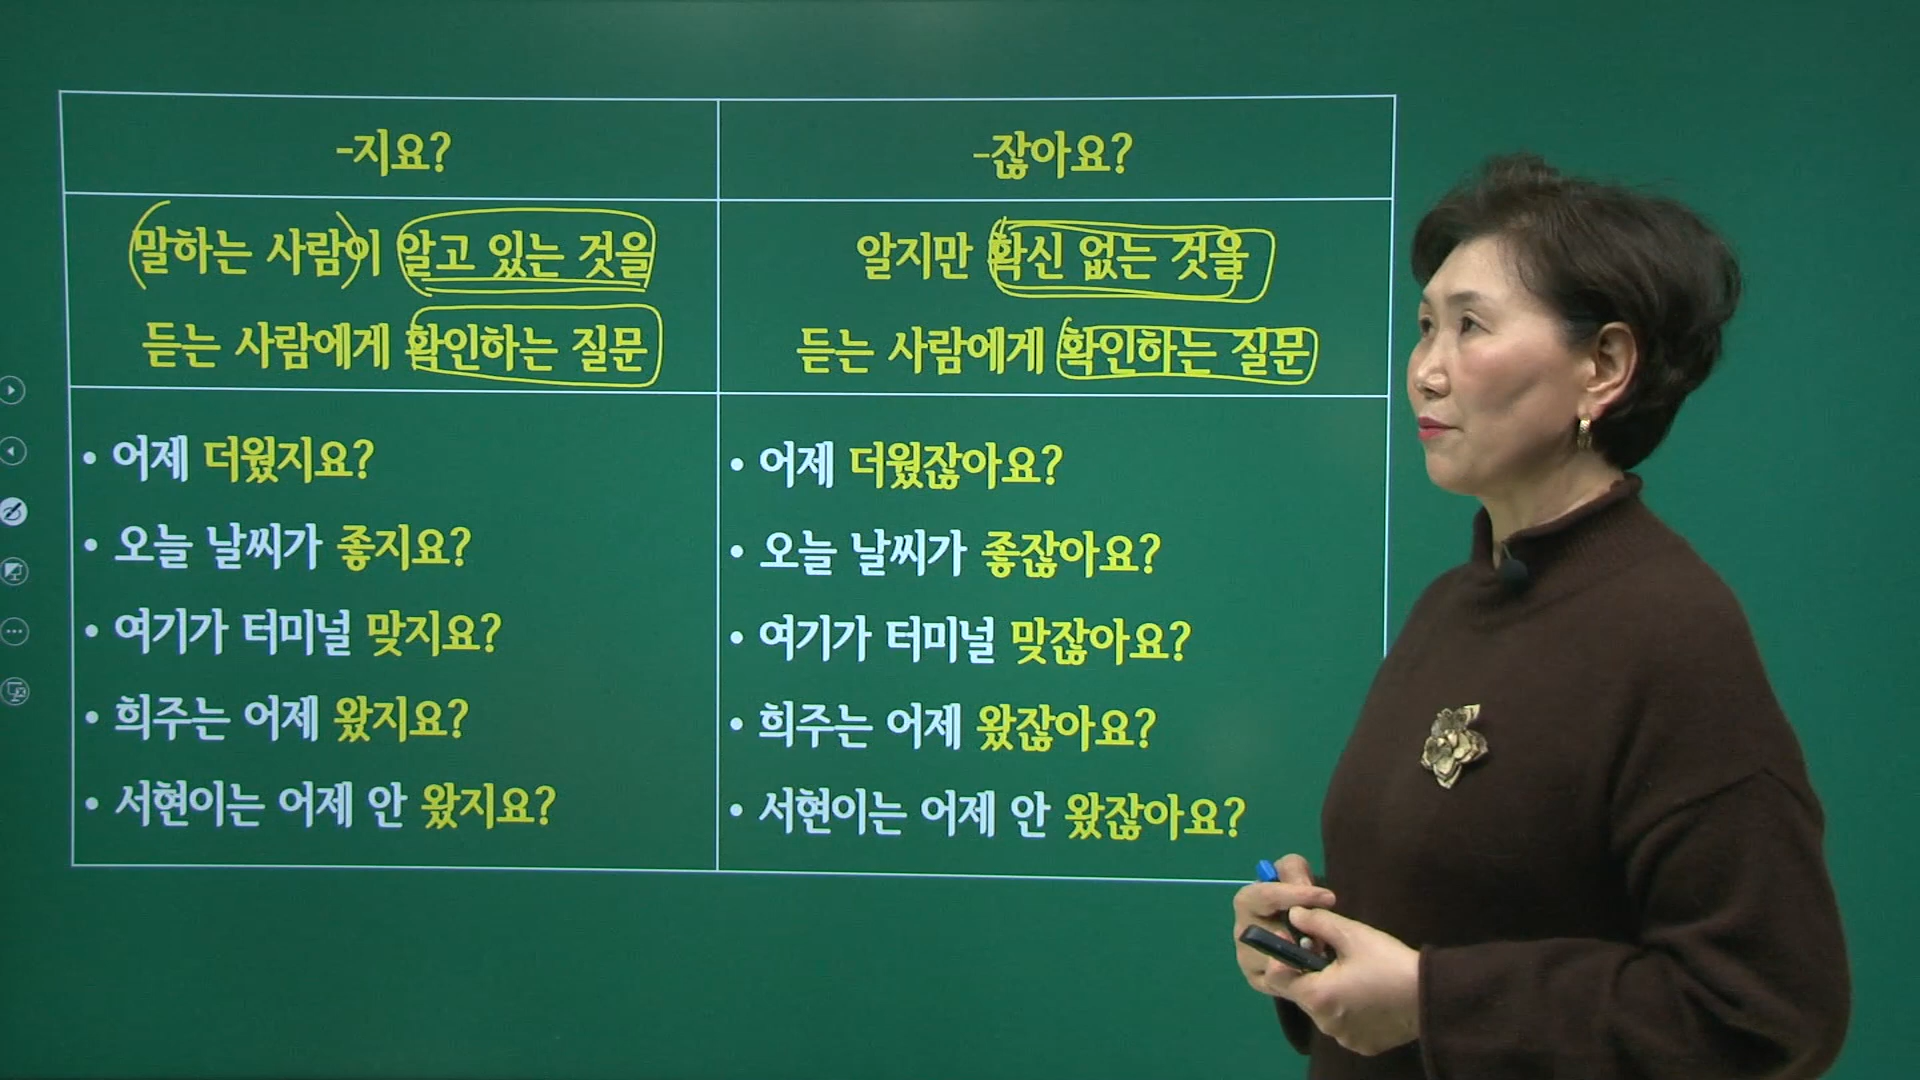 -지요?
-잖아요?
말하는 사람이 알고 있는 것을
듣는 사람에게 확인하는 질문
알지만 확신 없는 것을
듣는 사람에게 확인하는 질문
• 어제 더웠지요?
• 오늘 날씨가 좋지요?
• 여기가 터미널 맞지요?
• 희주는 어제 왔지요?
• 서현이는 어제 안 왔지요?
• 어제 더웠잖아요?
• 오늘 날씨가 좋잖아요?
• 여기가 터미널 맞잖아요?
• 희주는 어제 왔잖아요?
• 서현이는 어제 안 왔잖아요?